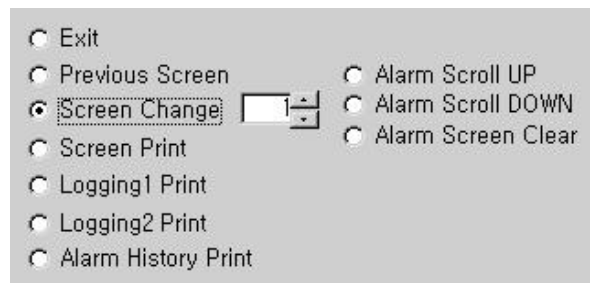 Exit
Previous Screen
Screen Change 1
Screen Print
Logging1 Print
Logging2 Print
Alarm History Print
Alarm Scroll UP
Alarm Scroll DOWN
Alarm Screen Clear